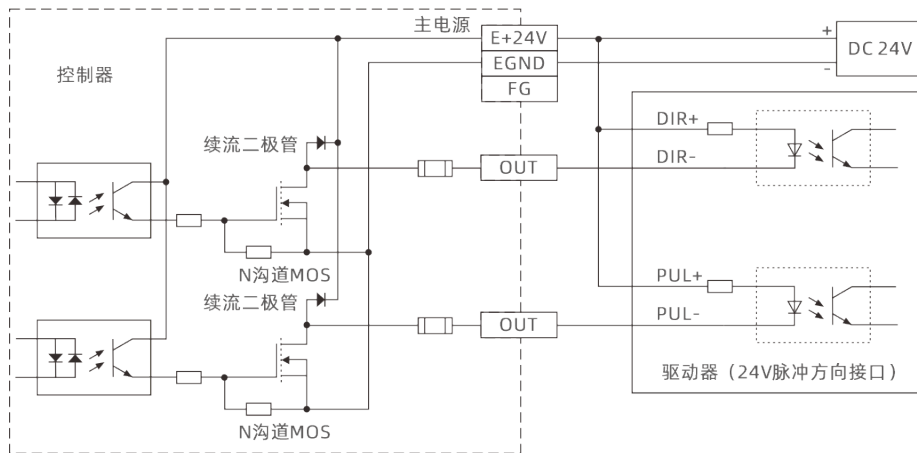 主电源
E+24V
+
DC 24V
EGND
-
控制器
FG
DIR+
续流二极管
OUT
DIR-
N沟道MOS
PUL+
续流二极管
OUT
PUL-
驱动器（24V脉冲方向接口）
N沟道MOS